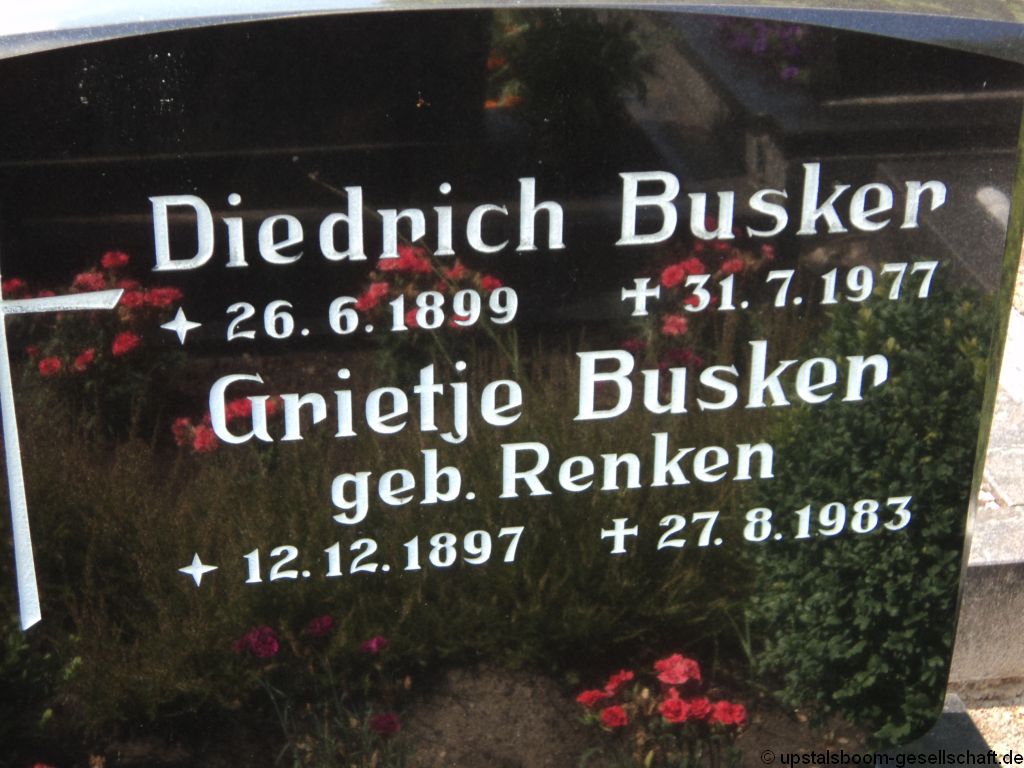 Diedrich Busker
✦ 26.6.1899 ✝ 31.7.1977
Grietje Busker
geb. Renken
✦ 12.12.1897 ✝ 27.8.1983
© upstalsboom-gesellschaft.de